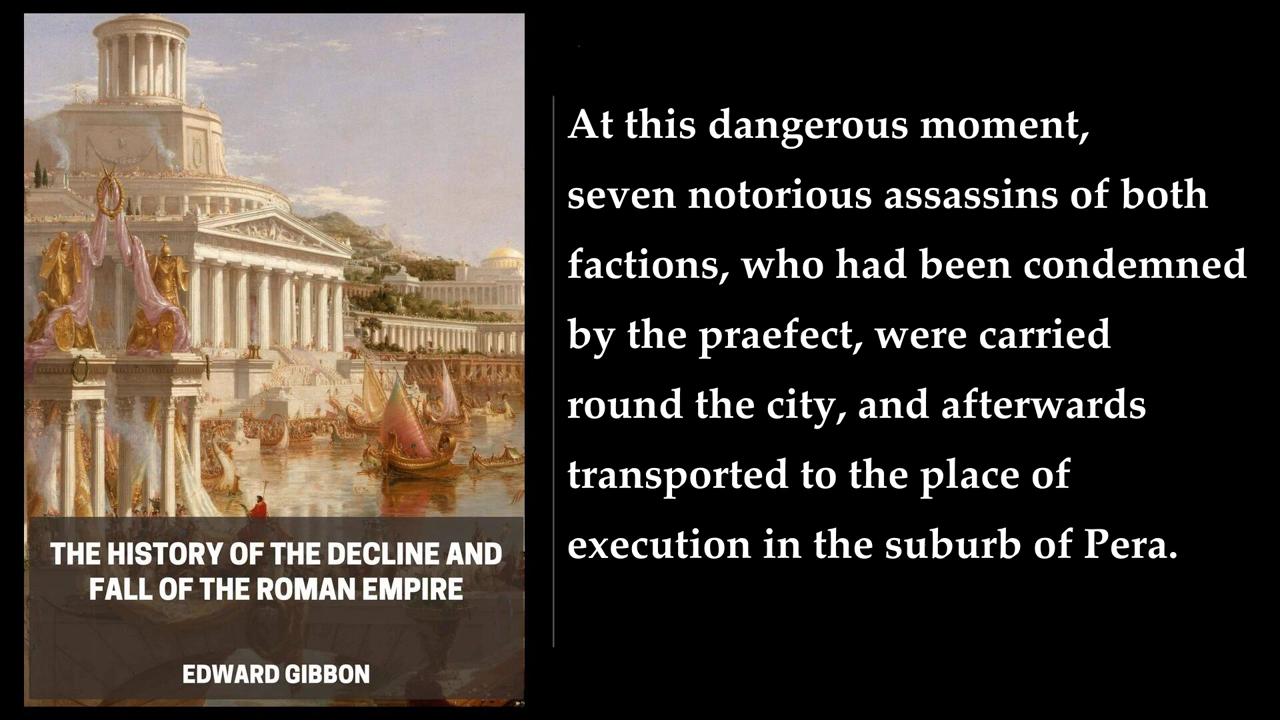 THE HISTORY OF THE DECLINE AND
FALL OF THE ROMAN EMPIRE
EDWARD GIBBON
At this dangerous moment,
seven notorious assassins of both
factions, who had been condemned
by the praefect, were carried
round the city, and afterwards
transported to the place of
execution in the suburb of Pera.